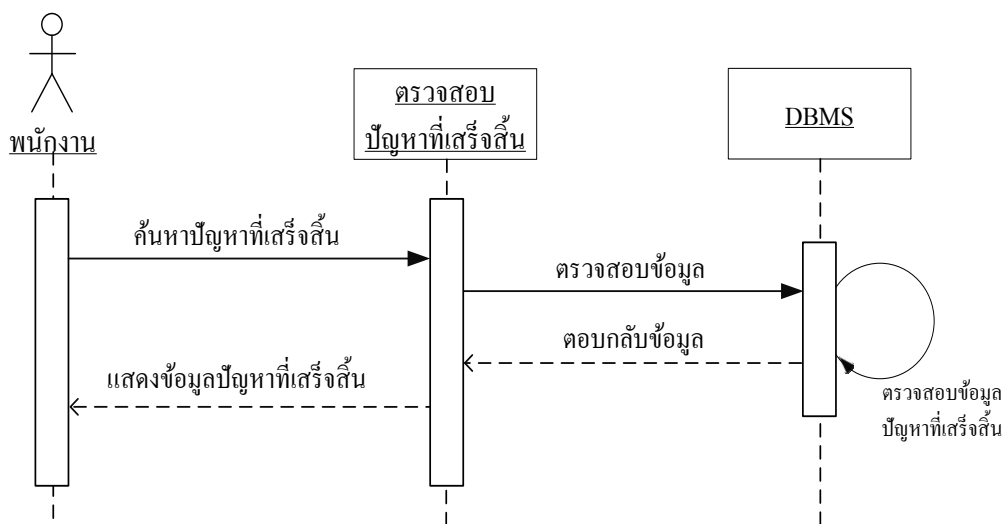 พนักงาน
ตรวจสอบ
ปัญหาที่เสร็จสิ้น
DBMS
ค้นหาปัญหาที่เสร็จสิ้น
ตรวจสอบข้อมูล
ตอบกลับข้อมูล
แสดงข้อมูลปัญหาที่เสร็จสิ้น
ตรวจสอบข้อมูล
ปัญหาที่เสร็จสิ้น